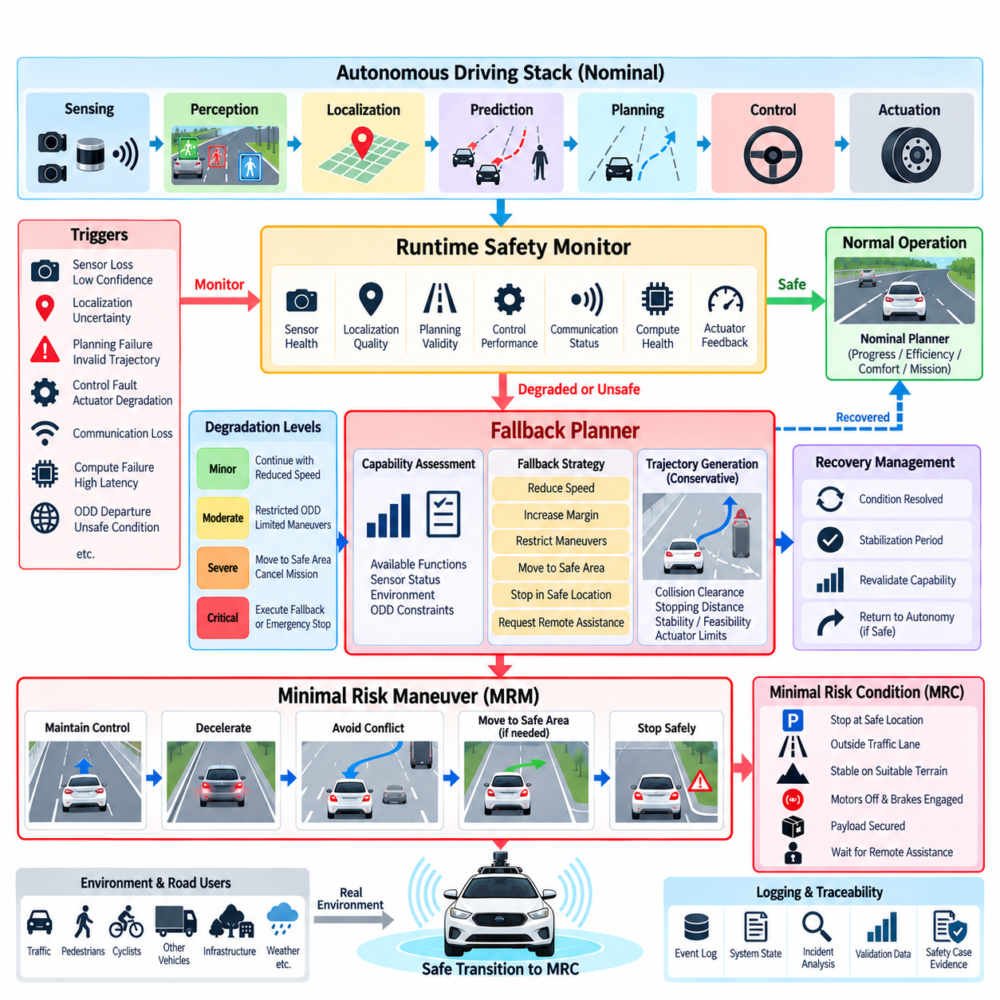 Autonomous Driving Stack (Nominal)
Sensing
Perception
Localization
Prediction
Planning
Control
Actuation
Triggers
Sensor Loss
Low Confidence
Localization
Uncertainty
Planning Failure
Invalid Trajectory
Control Fault
Actuator Degradation
Communication Loss
Compute Failure
High Latency
ODD Departure
Unsafe Condition
etc.
Monitor
Runtime Safety Monitor
Sensor
Health
Localization
Quality
Planning
Validity
Control
Performance
Communication
Status
Compute
Health
Actuator
Feedback
Safe
Normal Operation
Nominal Planner
(Progress / Efficiency /
Comfort / Mission)
Degraded or Unsafe
Recovered
Degradation Levels
Minor
Continue with
Reduced Speed
Moderate
Restricted ODD
Limited Maneuvers
Severe
Move to Safe Area
Cancel Mission
Critical
Execute Fallback
or Emergency Stop
Fallback Planner
Capability Assessment
Available Functions
Sensor Status
Environment
ODD Constraints
Fallback Strategy
Reduce Speed
Increase Margin
Restrict Maneuvers
Move to Safe Area
Stop in Safe Location
Request Remote Assistance
Trajectory Generation
(Conservative)
Collision Clearance
Stopping Distance
Stability / Feasibility
Actuator Limits
Recovery Management
Condition Resolved
Stabilization Period
Revalidate Capability
Return to Autonomy
(if Safe)
Minimal Risk Maneuver (MRM)
Maintain Control
Decelerate
Avoid Conflict
Move to Safe Area
(if needed)
Stop Safely
Minimal Risk Condition (MRC)
P
Stop at Safe Location
Outside Traffic Lane
Stable on Suitable Terrain
Motors Off & Brakes Engaged
Payload Secured
Wait for Remote Assistance
Environment & Road Users
Traffic
Pedestrians
Cyclists
Other
Vehicles
Infrastructure
Weather
etc.
Real
Environment
Safe Transition to MRC
Logging & Traceability
Event Log
System State
Incident
Analysis
Validation Data
Safety Case
Evidence